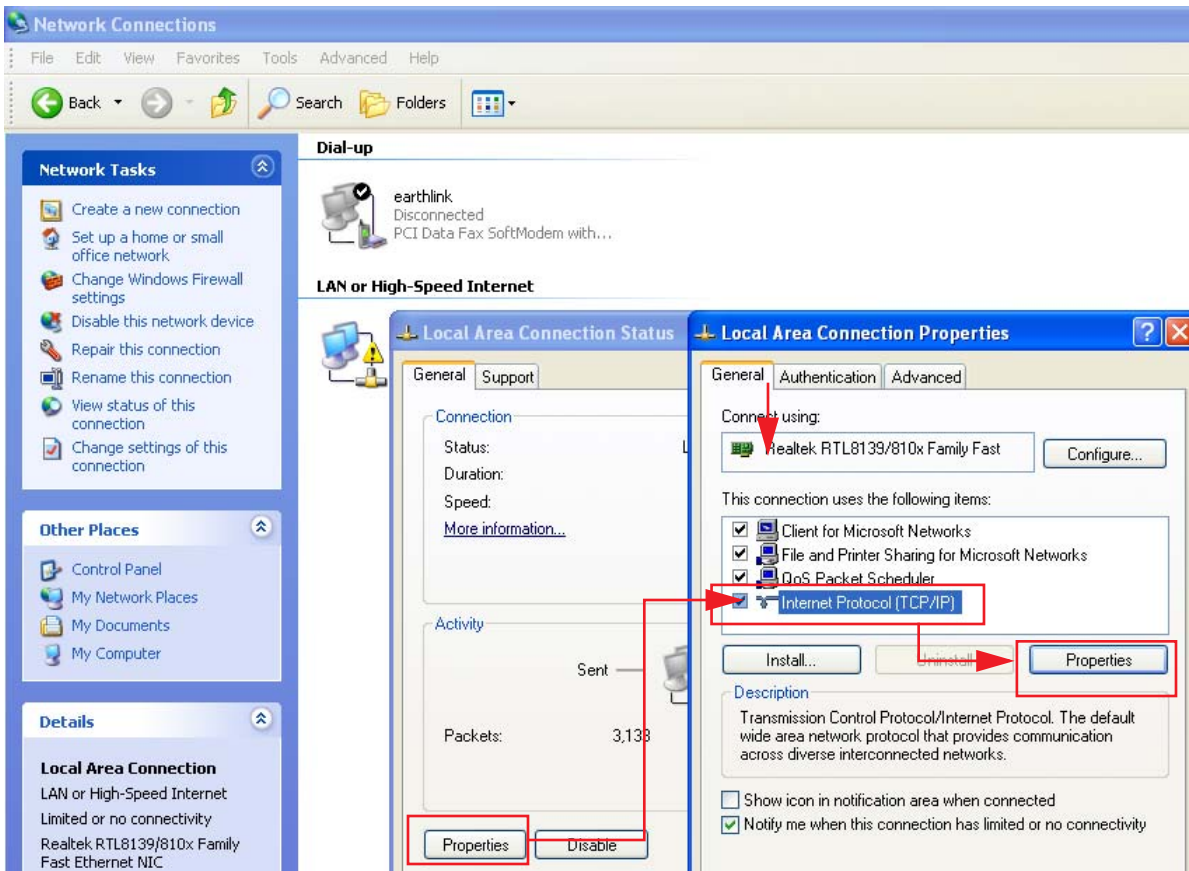 Network Connections
File Edit View Favorites Tools Advanced Help
Back Search Folders
Network Tasks
Create a new connection
Set up a home or small
office network
Change Windows Firewall
settings
Disable this network device
Repair this connection
Rename this connection
View status of this
connection
Change settings of this
connection
Other Places
Control Panel
My Network Places
My Documents
My Computer
Details
Local Area Connection
LAN or High-Speed Internet
Limited or no connectivity
Realtek RTL8139/810x Family
Fast Ethernet NIC
Dial-up
earthlink
Disconnected
PCI Data Fax SoftModem with...
LAN or High-Speed Internet
Local Area Connection Status
General Support
Connection
Status:
Duration:
Speed:
More information...
Activity
Sent
Packets: 3,133
Properties Disable
Local Area Connection Properties
General Authentication Advanced
Connect using:
Realtek RTL8139/810x Family Fast
Configure...
This connection uses the following items:
Client for Microsoft Networks
File and Printer Sharing for Microsoft Networks
QoS Packet Scheduler
Internet Protocol (TCP/IP)
Install... Uninstall Properties
Description
Transmission Control Protocol/Internet Protocol. The default
wide area network protocol that provides communication
across diverse interconnected networks.
Show icon in notification area when connected
Notify me when this connection has limited or no connectivity